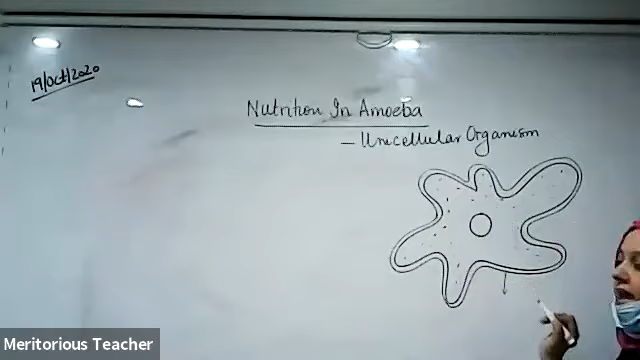 19/Oct/2020
Nutrition In Amoeba
- Unicellular Organism
Meritorious Teacher